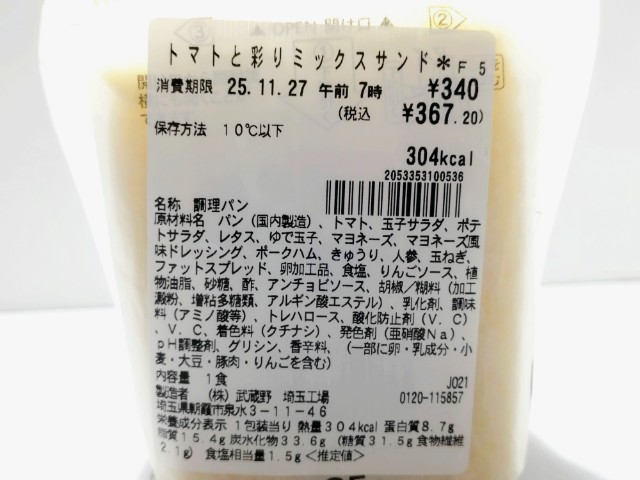 ② OPEN 開け口 ③
トマトと彩りミックスサンド＊ F 5
消費期限 25.11.27 午前 7時 ¥340
(税込 ¥367.20)
保存方法 10℃以下
304kcal
2053353100536
名称 調理パン
原材料名 パン（国内製造）、トマト、玉子サラダ、ポテ
トサラダ、レタス、ゆで玉子、マヨネーズ、マヨネーズ風
味ドレッシング、ポークハム、きゅうり、人参、玉ねぎ、
ファットスプレッド、卵加工品、食塩、りんごソース、植
物油脂、砂糖、酢、アンチョビソース、胡椒／糊料（加工
澱粉、増粘多糖類、アルギン酸エステル）、乳化剤、調味
料（アミノ酸等）、トレハロース、酸化防止剤（Ｖ．Ｃ）
、Ｖ．Ｃ、着色料（クチナシ）、発色剤（亜硝酸Ｎａ）、
ｐＨ調整剤、グリシン、香辛料、（一部に卵・乳成分・小
麦・大豆・豚肉・りんごを含む）
内容量 １食 J021
製造者 （株）武蔵野 埼玉工場 0120-115857
埼玉県朝霞市泉水３－１１－４６
栄養成分表示 １包装当り 熱量３０４kcal 蛋白質８.７g
脂質１５.４g 炭水化物３３.６g （糖質３１.５g 食物繊維
２.１g） 食塩相当量１.５g＜推定値＞